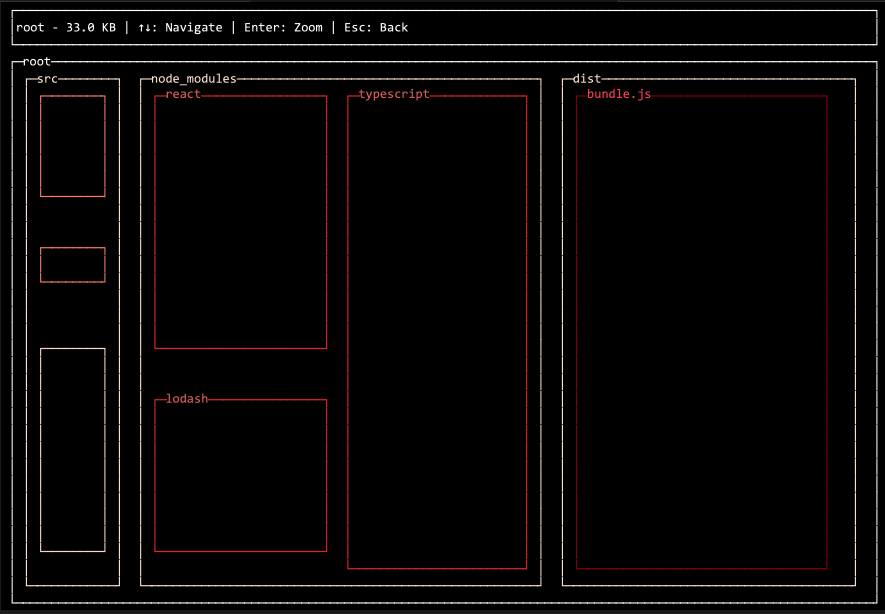 root - 33.0 KB | ↑↓: Navigate | Enter: Zoom | Esc: Back
root
src
node_modules
dist
react
typescript
bundle.js
lodash